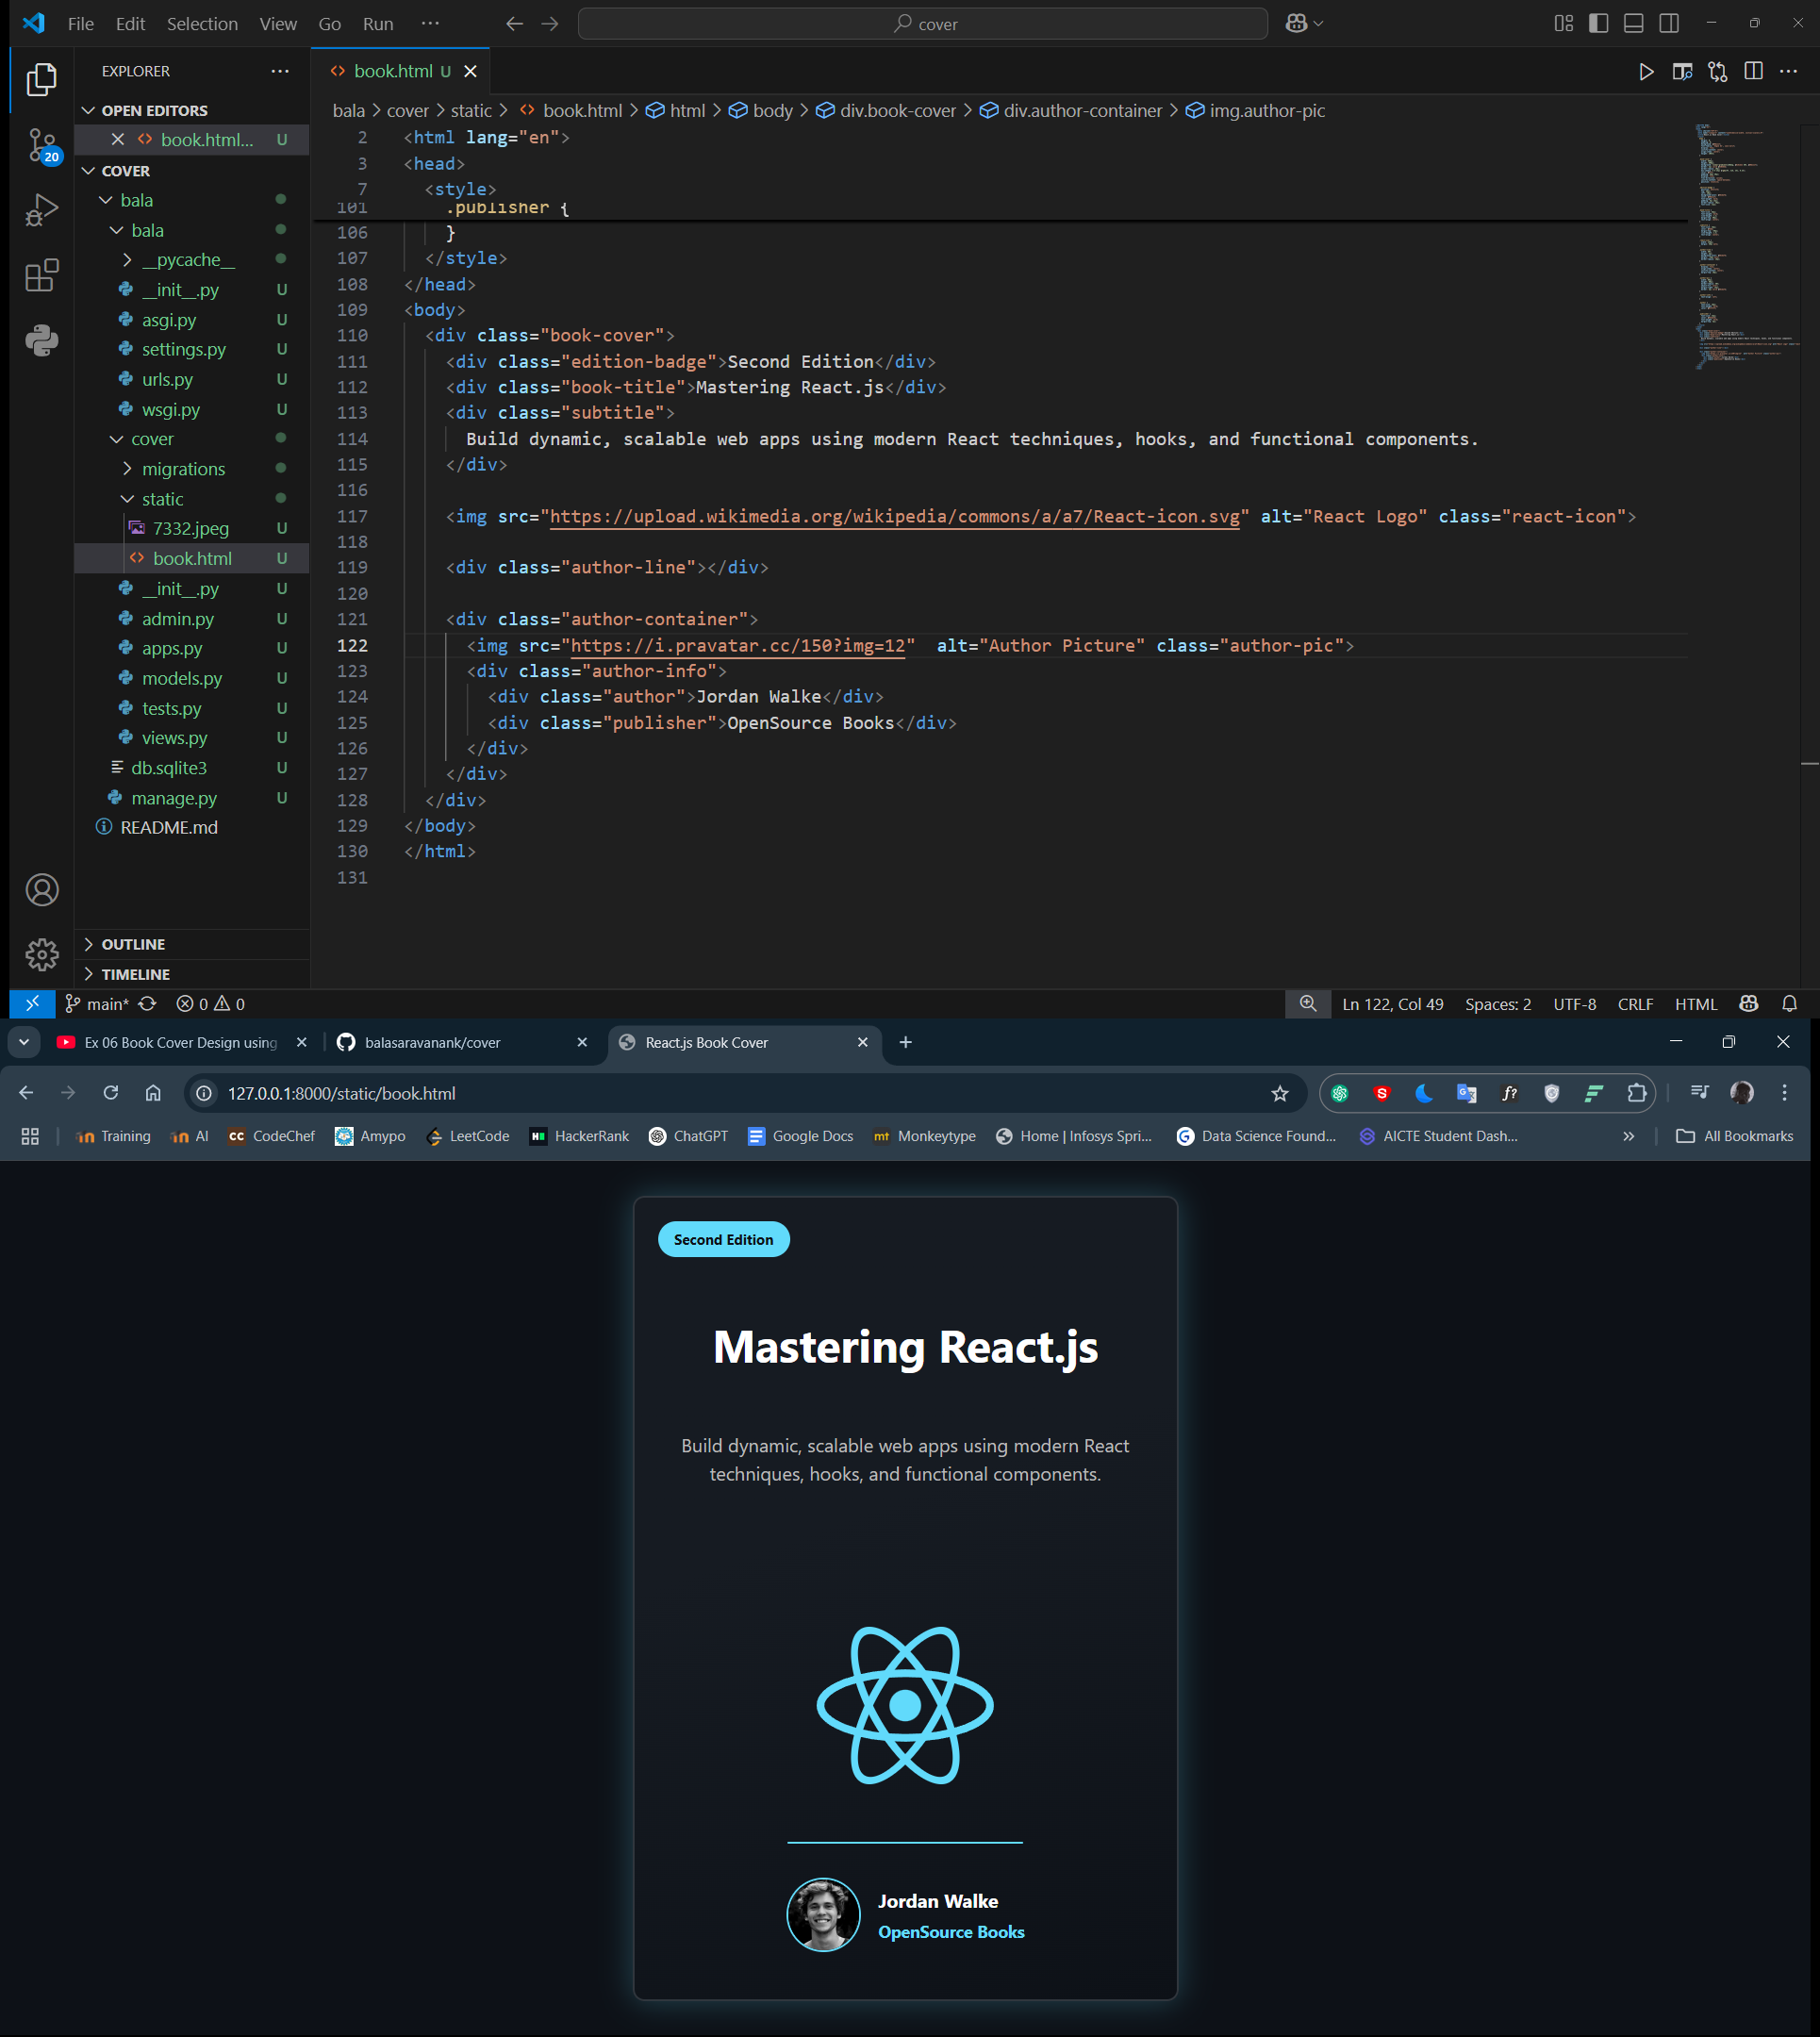 File Edit Selection View Go Run ··· cover
EXPLORER ···
OPEN EDITORS
book.html... U
COVER
bala
bala
__pycache__
__init__.py U
asgi.py U
settings.py U
urls.py U
wsgi.py U
cover
migrations
static
7332.jpeg U
book.html U
__init__.py U
admin.py U
apps.py U
models.py U
tests.py U
views.py U
db.sqlite3 U
manage.py U
README.md
OUTLINE
TIMELINE
20
book.html U
bala > cover > static > book.html > html > body > div.book-cover > div.author-container > img.author-pic
2 <html lang="en">
3 <head>
7 <style>
101 .publisher {
106 }
107 </style>
108 </head>
109 <body>
110 <div class="book-cover">
111 <div class="edition-badge">Second Edition</div>
112 <div class="book-title">Mastering React.js</div>
113 <div class="subtitle">
114 Build dynamic, scalable web apps using modern React techniques, hooks, and functional components.
115 </div>
116
117 <img src="https://upload.wikimedia.org/wikipedia/commons/a/a7/React-icon.svg" alt="React Logo" class="react-icon">
118
119 <div class="author-line"></div>
120
121 <div class="author-container">
122 <img src="https://i.pravatar.cc/150?img=12"  alt="Author Picture" class="author-pic">
123 <div class="author-info">
124 <div class="author">Jordan Walke</div>
125 <div class="publisher">OpenSource Books</div>
126 </div>
127 </div>
128 </div>
129 </body>
130 </html>
131
main* 0 0 Ln 122, Col 49 Spaces: 2 UTF-8 CRLF HTML
Ex 06 Book Cover Design using balasaravanank/cover React.js Book Cover
127.0.0.1:8000/static/book.html
Training AI CodeChef Amypo LeetCode HackerRank ChatGPT Google Docs Monkeytype Home | Infosys Spri... Data Science Found... AICTE Student Dash... » All Bookmarks
Second Edition
Mastering React.js
Build dynamic, scalable web apps using modern React
techniques, hooks, and functional components.
Jordan Walke
OpenSource Books